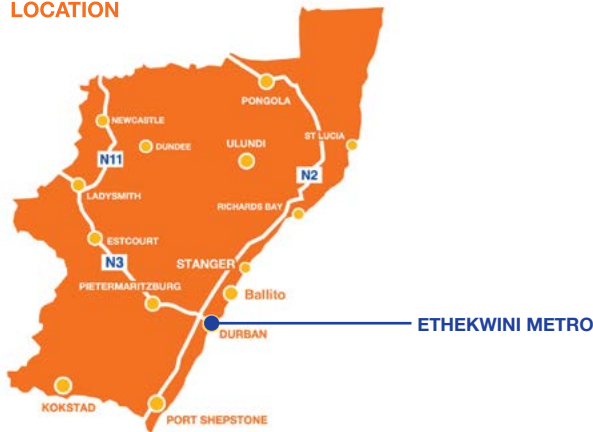 LOCATION
PONGOLA
NEWCASTLE
DUNDEE
ULUNDI
ST LUCIA
N11
N2
LADYSMITH
RICHARDS BAY
ESTCOURT
N3
STANGER
PIETERMARITZBURG
Ballito
ETHEKWINI METRO
DURBAN
KOKSTAD
PORT SHEPSTONE